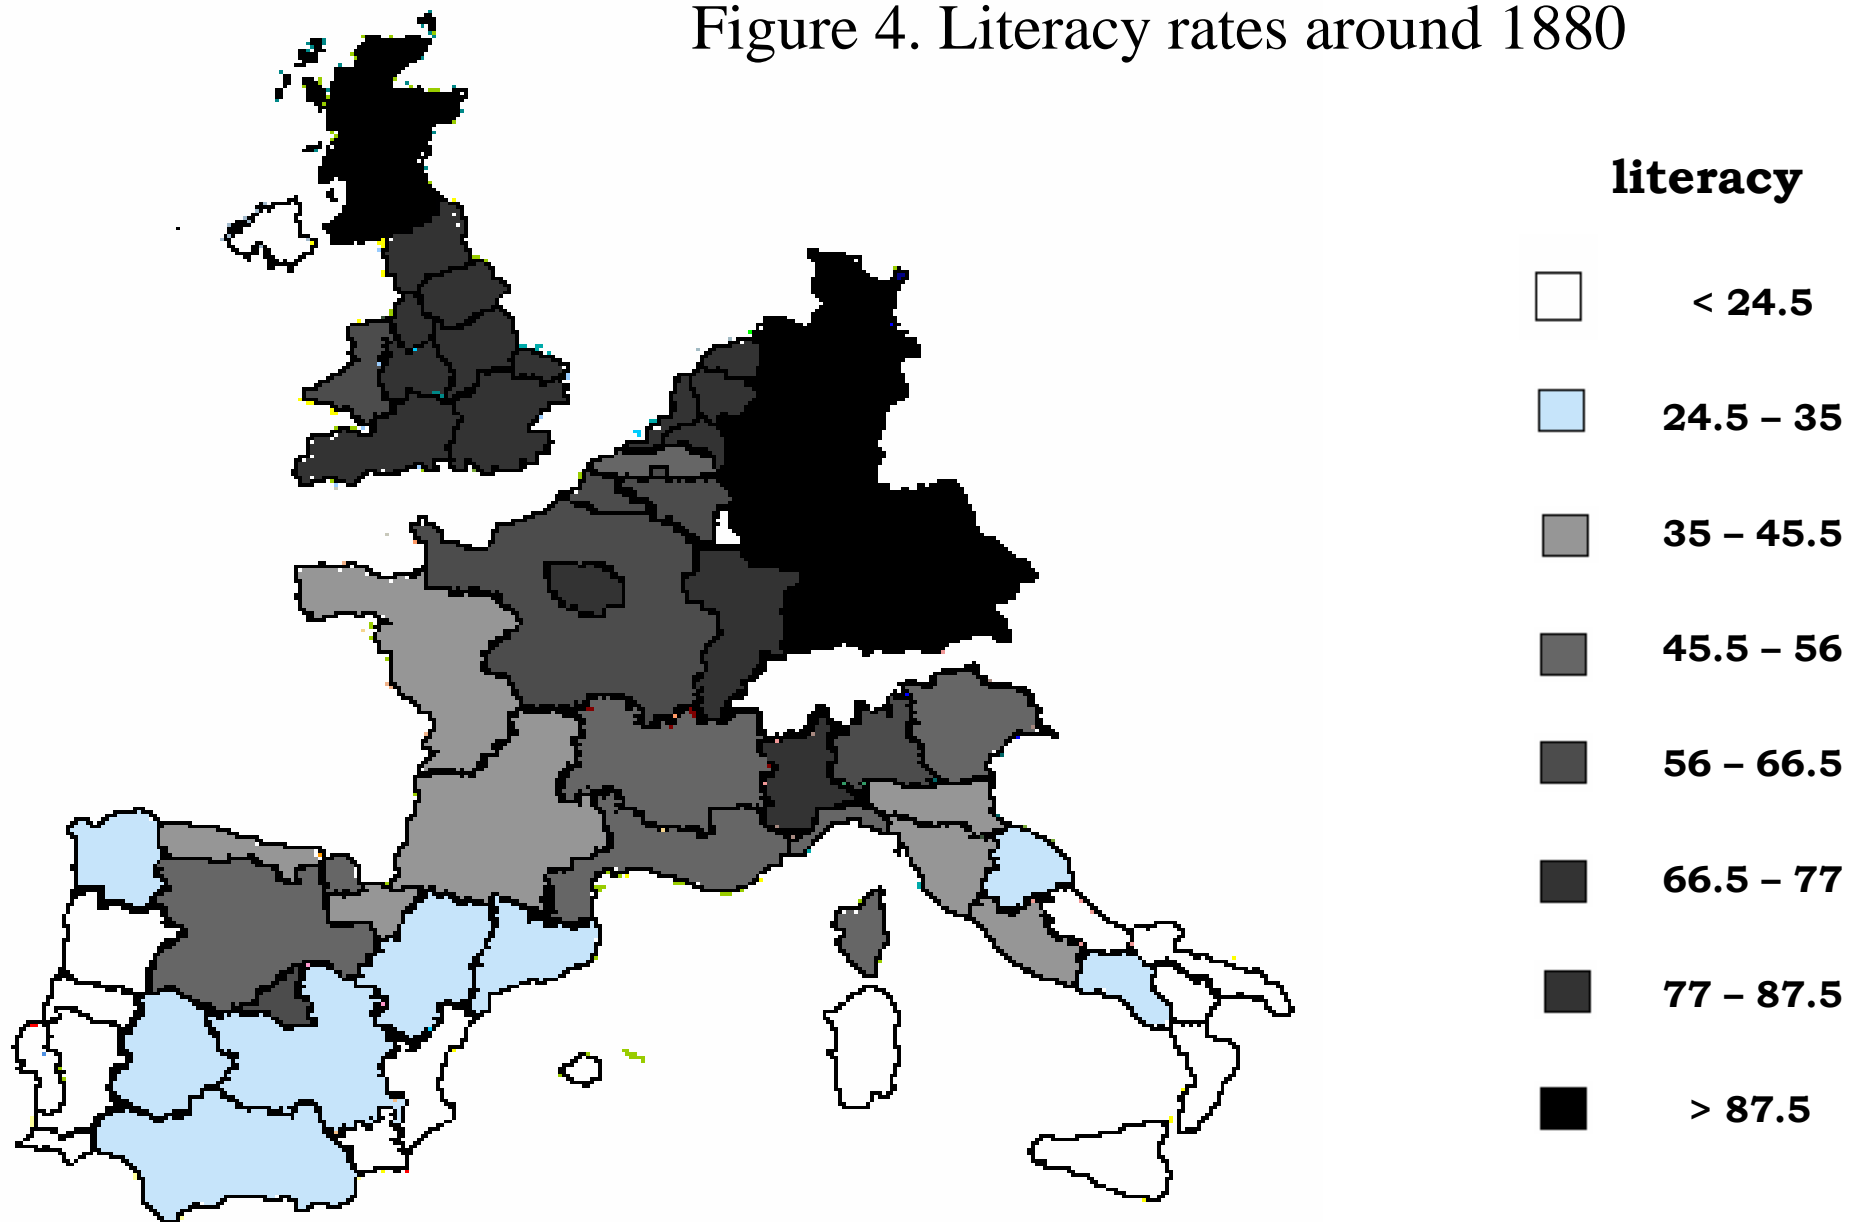 Figure 4. Literacy rates around 1880
literacy
< 24.5
24.5 – 35
35 – 45.5
45.5 – 56
56 – 66.5
66.5 – 77
77 – 87.5
> 87.5